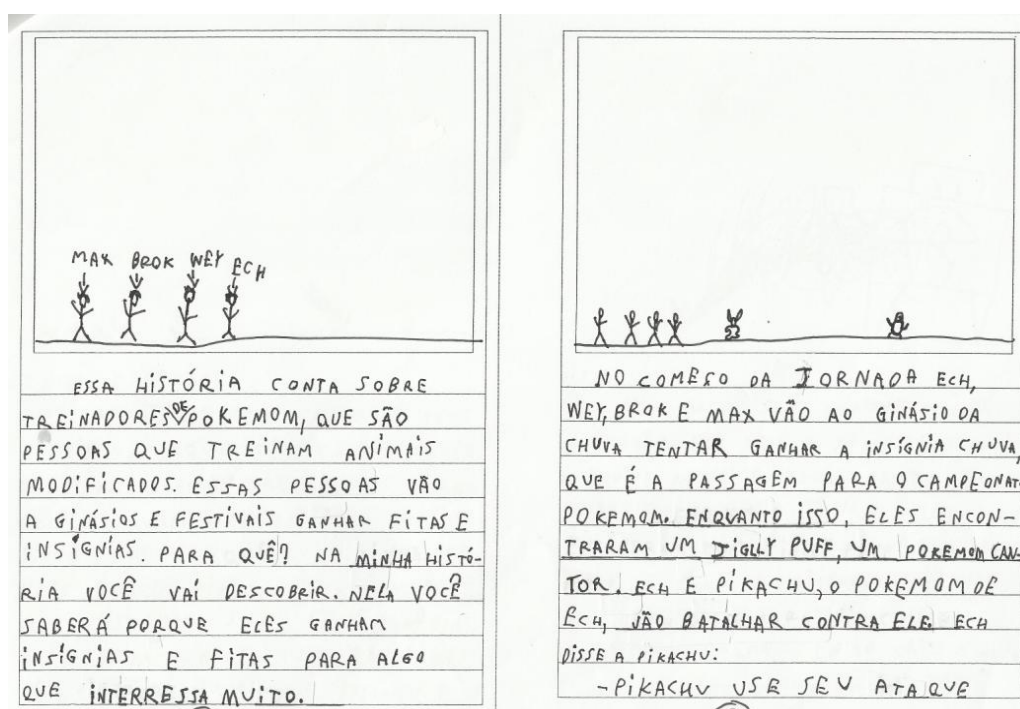 MAX BROK WEY ECH
ESSA HISTÓRIA CONTA SOBRE
TREINADORES DE POKEMOM, QUE SÃO
PESSOAS QUE TREINAM ANIMAIS
MODIFICADOS. ESSAS PESSOAS VÃO
A GINÁSIOS E FESTIVAIS GANHAR FITAS E
INSÍGNIAS. PARA QUÊ? NA MINHA HISTÓ-
RIA VOCÊ VAI DESCOBRIR. NELA VOCÊ
SABERÁ PORQUE ELES GANHAM
INSÍGNIAS E FITAS PARA ALGO
QUE INTERRESSA MUITO.
NO COMEÇO DA JORNADA ECH,
WEY, BROK E MAX VÃO AO GINÁSIO DA
CHUVA TENTAR GANHAR A INSÍGNIA CHUVA,
QUE É A PASSAGÉM PARA O CAMPEONAT
POKEMOM. ENQUANTO ISSO, ELES ENCON-
TRARAM UM JIGLLY PUFF, UM POKEMOM CAN-
TOR. ECH E PIKACHU, O POKEMOM DE
ECH, VÃO BATALHAR CONTRA ELE. ECH
DISSE A PIKACHU:
- PIKACHU USE SEU ATAQUE